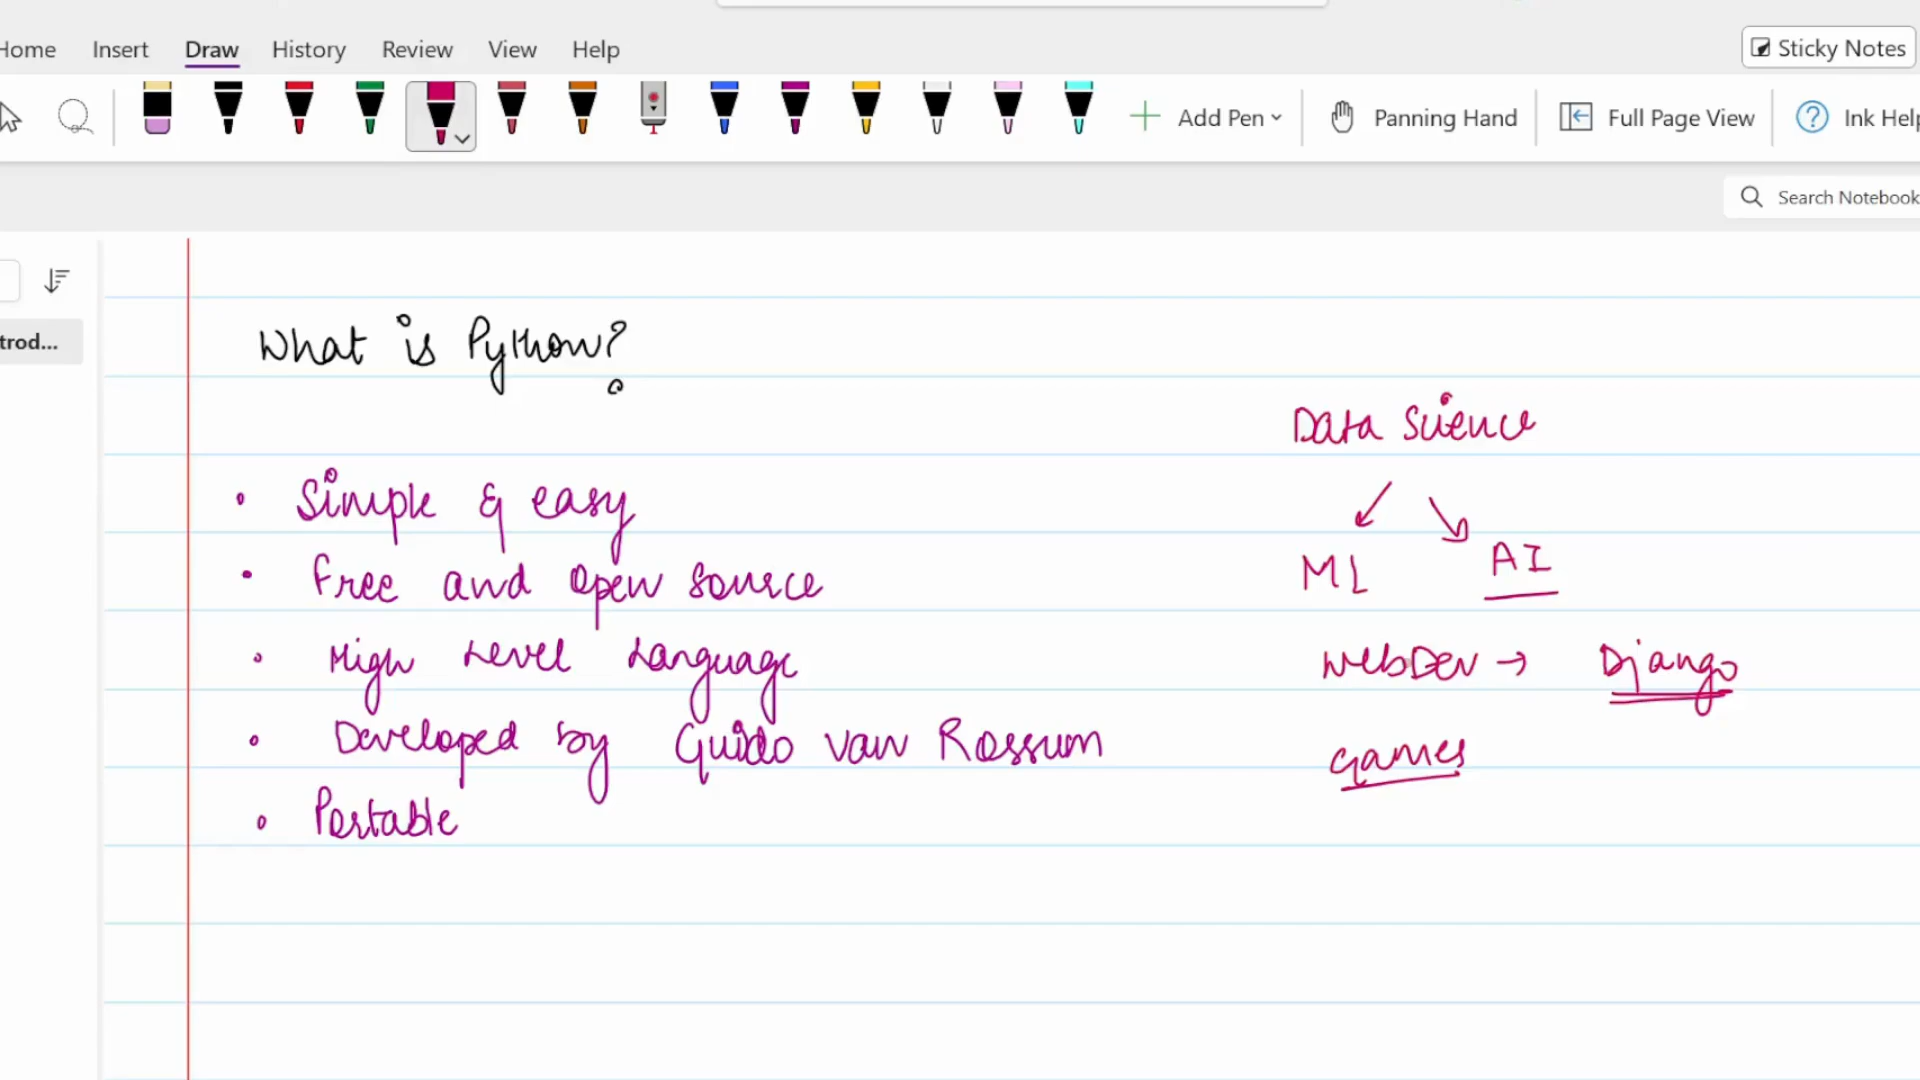 Home Insert Draw History Review View Help
Sticky Notes
Add Pen Panning Hand Full Page View Ink Help
Search Notebook
trod...
What is Python?
• Simple & easy
• Free and Open Source
• High Level Language
• Developed by Guido van Rossum
• Portable
Data Science
ML AI
WebDev → Django
games